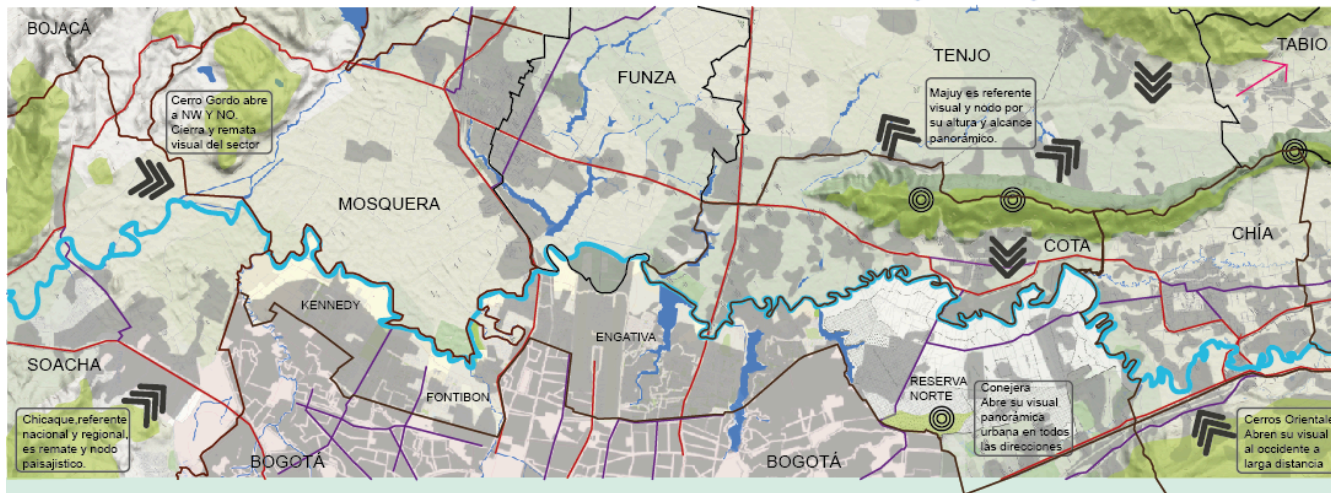 BOJACÁ
FUNZA
TENJO
TABIO
Cerro Gordo abre
a NW Y NO.
Cierra y remata
visual del sector
Majuy es referente
visual y nodo por
su altura y alcance
panorámico.
MOSQUERA
COTA
CHÍA
KENNEDY
ENGATIVA
SOACHA
FONTIBON
RESERVA
NORTE
Conejera
Abre su visual
panorámica
urbana en todos
las direcciones
Chicaque,referente
nacional y regional,
es remate y nodo
paisajistico.
Cerros Orientale
Abren su visual
al occidente a
larga distancia
BOGOTÁ
BOGOTÁ